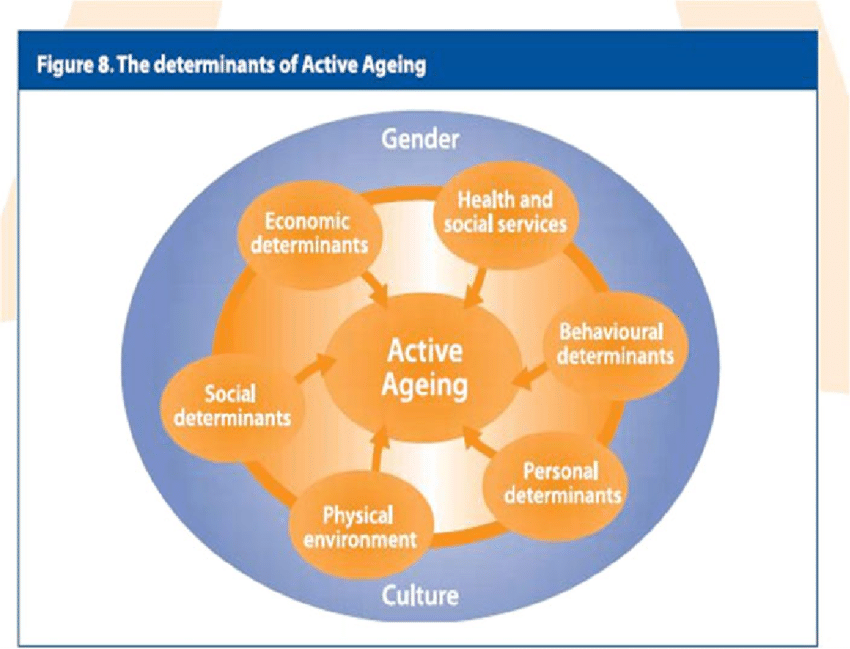 Figure 8. The determinants of Active Ageing
Gender
Health and
social services
Economic
determinants
Behavioural
determinants
Active
Ageing
Social
determinants
Personal
determinants
Physical
environment
Culture